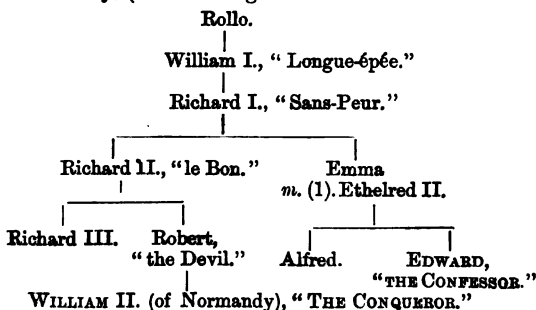 Rollo.
William I., "Longue-épée."
Richard I., "Sans-Peur."
Richard II., "le Bon." Emma
m. (1). Ethelred II.
Richard III. Robert, Alfred. EDWARD,
"the Devil." "THE CONFESSOR."
WILLIAM II. (of Normandy), "THE CONQUEROR."